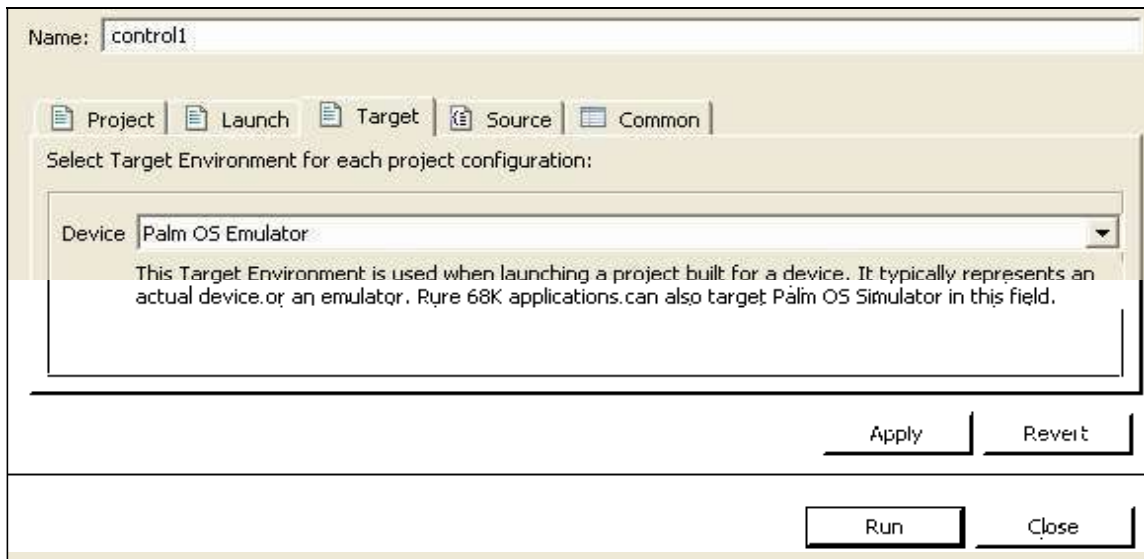 Name: control1
Project Launch Target Source Common
Select Target Environment for each project configuration:
Device Palm OS Emulator
This Target Environment is used when launching a project built for a device. It typically represents an
actual device or an emulator. Pure 68K applications can also target Palm OS Simulator in this field.
Apply Revert
Run Close